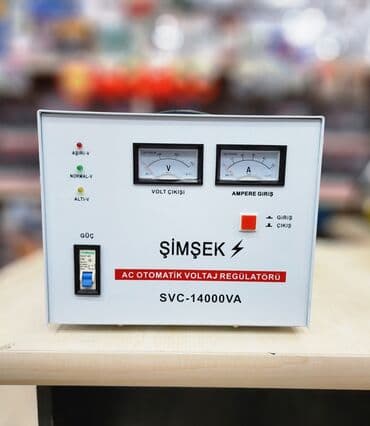 AŞIRI-V
NORMAL-V
ALTI-V
V
A
VOLT ÇIKIŞI
AMPERE GİRİŞ
GİRİŞ
ÇIKIŞ
GÜÇ
ŞİMŞEK
AC OTOMATİK VOLTAJ REGÜLATÖRÜ
SVC-14000VA